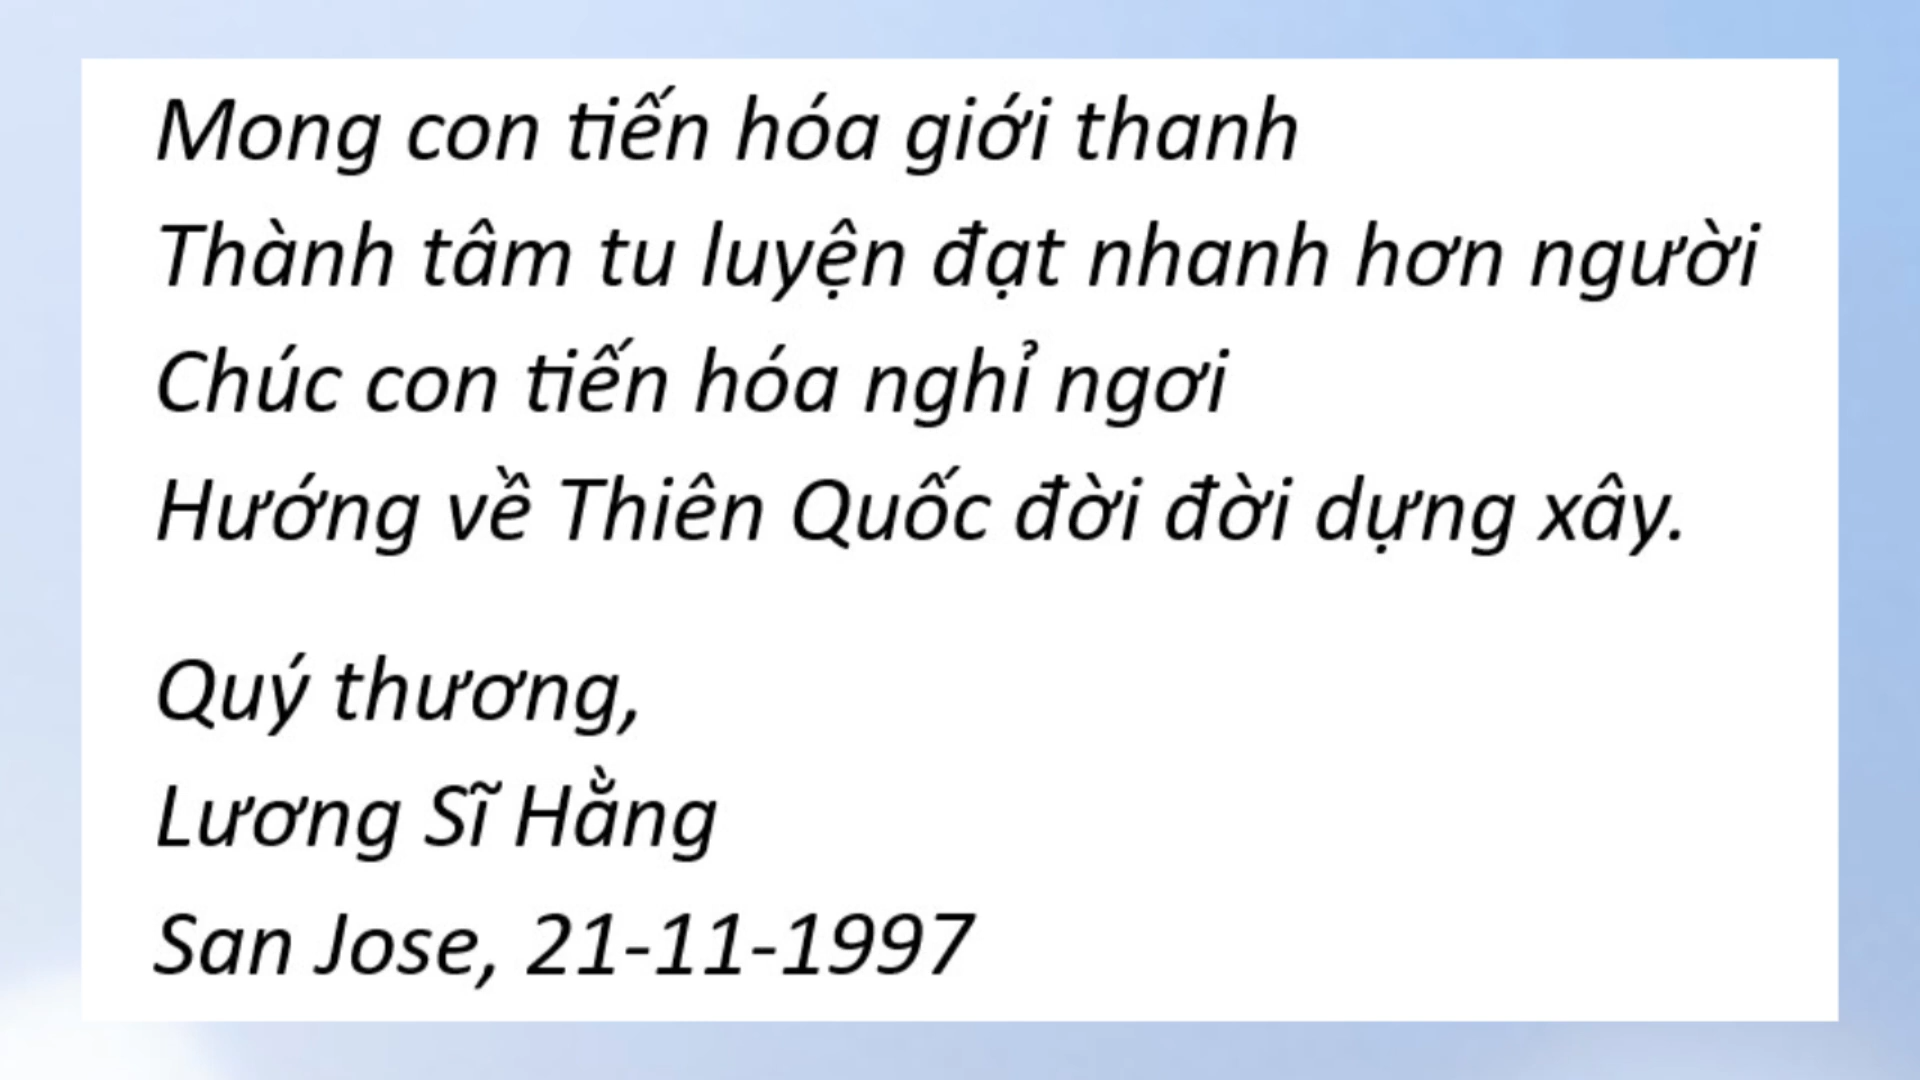 Mong con tiến hóa giới thanh
Thành tâm tu luyện đạt nhanh hơn người
Chúc con tiến hóa nghỉ ngơi
Hướng về Thiên Quốc đời đời dựng xây.
Quý thương,
Lương Sĩ Hằng
San Jose, 21-11-1997